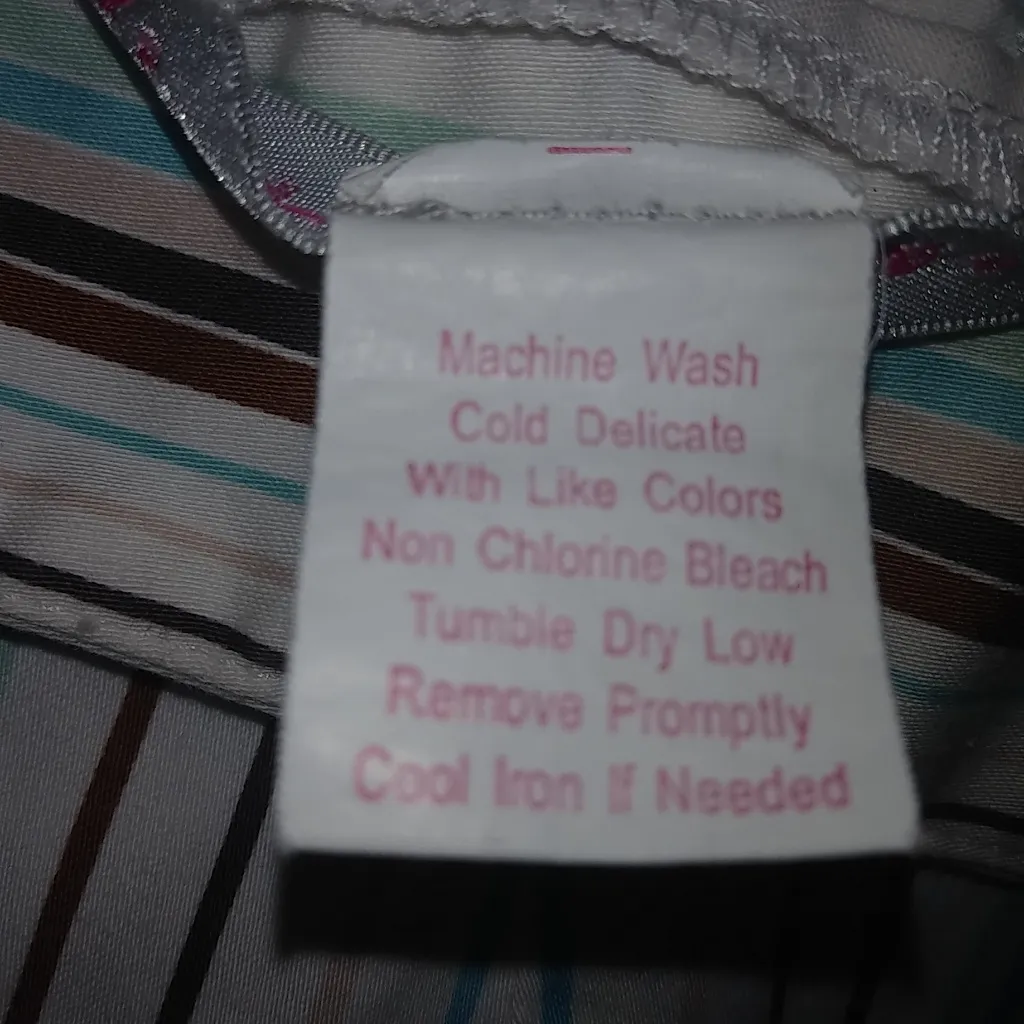 Machine Wash
Cold Delicate
With Like Colors
Non Chlorine Bleach
Tumble Dry Low
Remove Promptly
Cool Iron If Needed